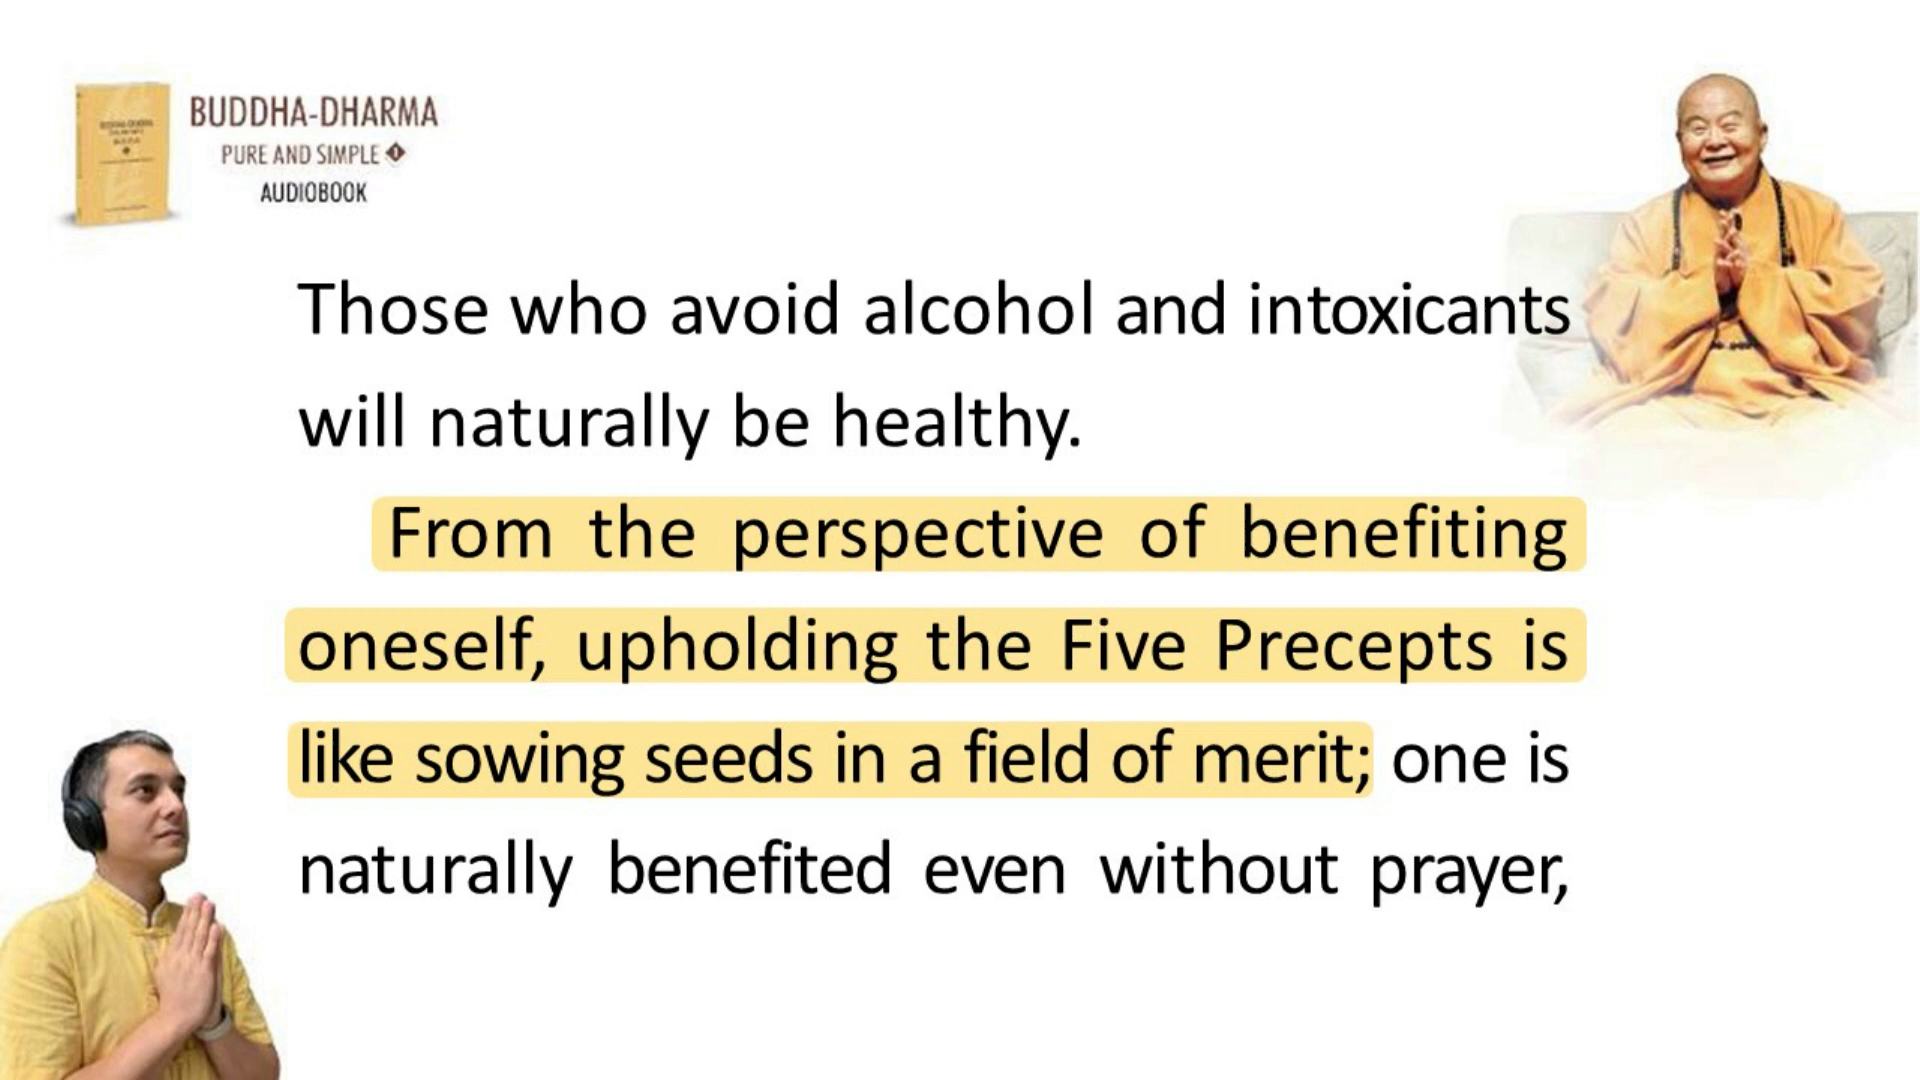 BUDDHA-DHARMA
PURE AND SIMPLE 1
AUDIOBOOK
Those who avoid alcohol and intoxicants
will naturally be healthy.
From the perspective of benefiting
oneself, upholding the Five Precepts is
like sowing seeds in a field of merit; one is
naturally benefited even without prayer,